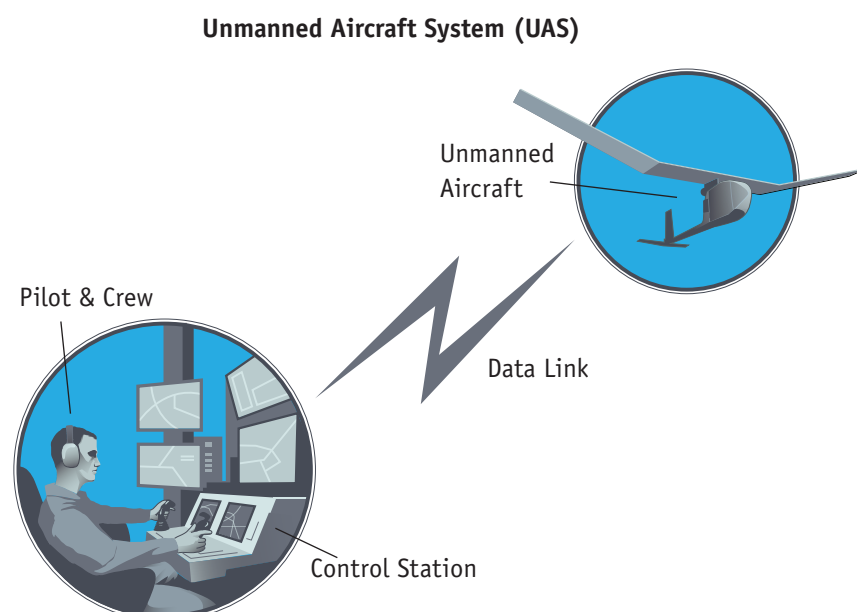 Unmanned Aircraft System (UAS)
Unmanned
Aircraft
Pilot & Crew
Data Link
Control Station